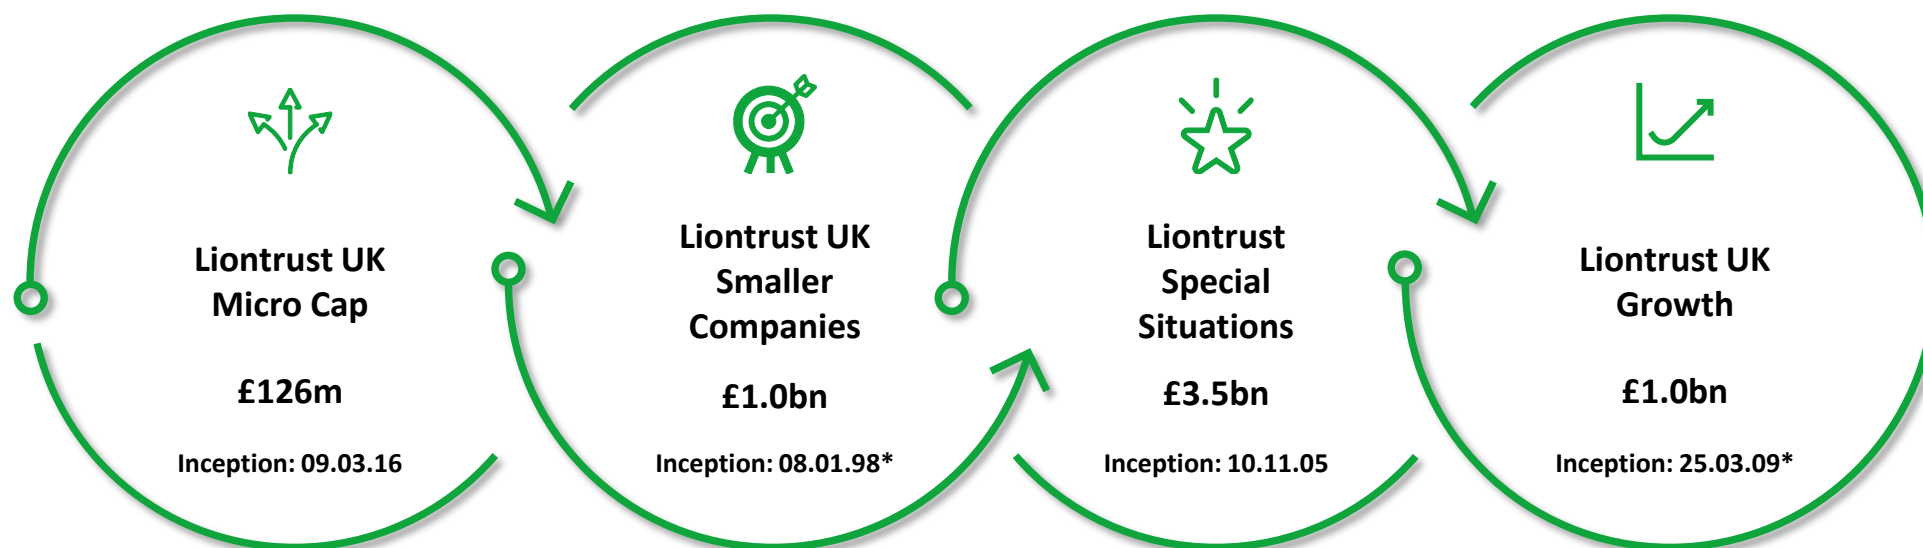 Liontrust UK
Micro Cap
£126m
Inception: 09.03.16
Liontrust UK
Smaller
Companies
£1.0bn
Inception: 08.01.98*
Liontrust
Special
Situations
£3.5bn
Inception: 10.11.05
Liontrust UK
Growth
£1.0bn
Inception: 25.03.09*